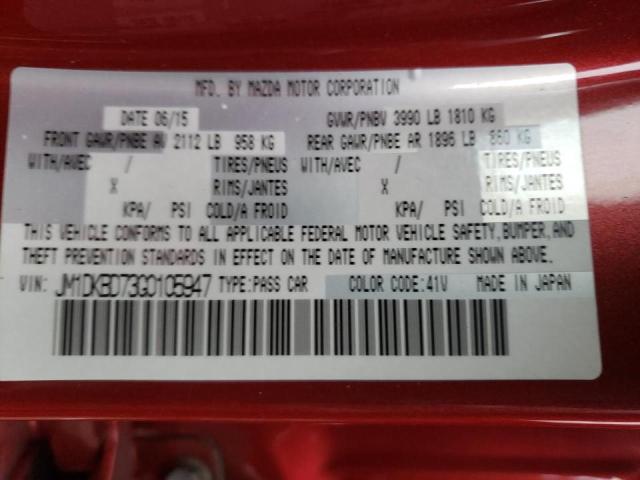 MFD. BY MAZDA MOTOR CORPORATION
DATE 06/15 GVWR/PNBV 3990 LB 1810 KG
FRONT GAWR/PNBE AV 2112 LB 958 KG REAR GAWR/PNBE AR 1896 LB 860 KG
WITH/AVEC / TIRES/PNEUS WITH/AVEC / TIRES/PNEUS
X RIMS/JANTES X RIMS/JANTES
KPA/ PSI COLD/A FROID KPA/ PSI COLD/A FROID
THIS VEHICLE CONFORMS TO ALL APPLICABLE FEDERAL MOTOR VEHICLE SAFETY, BUMPER, AND
THEFT PREVENTION STANDARDS IN EFFECT ON THE DATE OF MANUFACTURE SHOWN ABOVE.
VIN: JM1DKBD73G0105947 TYPE:PASS CAR COLOR CODE:41V MADE IN JAPAN